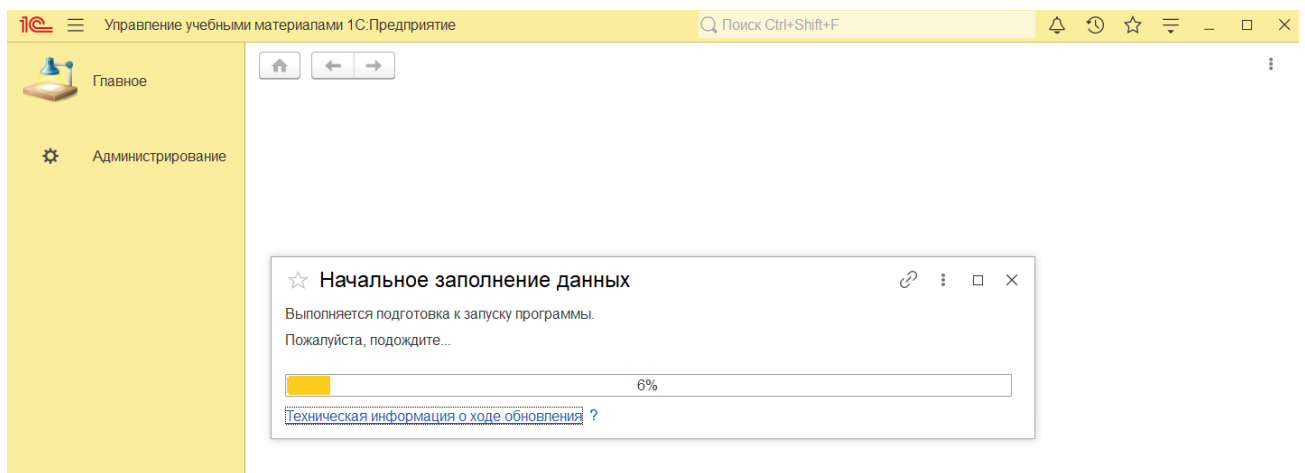 1С Управление учебными материалами 1С:Предприятие Поиск Ctrl+Shift+F
Главное
Администрирование
Начальное заполнение данных
Выполняется подготовка к запуску программы.
Пожалуйста, подождите...
6%
Техническая информация о ходе обновления ?